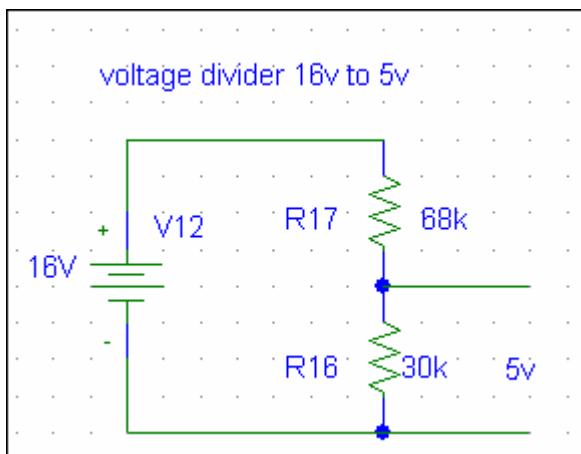 voltage divider 16v to 5v
+ V12 R17 68k
16V
- R16 30k 5v